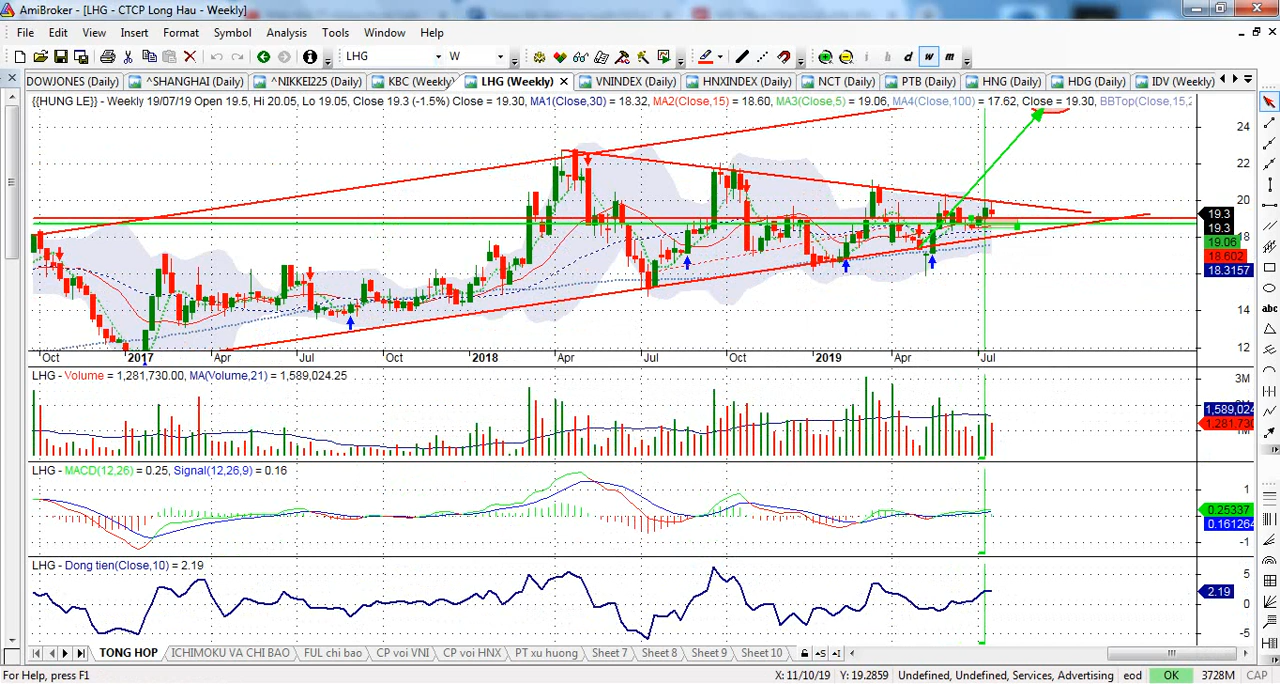 AmiBroker - [LHG - CTCP Long Hau - Weekly]
File Edit View Insert Format Symbol Analysis Tools Window Help
LHG W i h d w m
DOWJONES (Daily) ^SHANGHAI (Daily) ^NIKKEI225 (Daily) KBC (Weekly) LHG (Weekly) VNINDEX (Daily) HNXINDEX (Daily) NCT (Daily) PTB (Daily) HNG (Daily) HDG (Daily) IDV (Weekly)
{{HUNG LE}} - Weekly 19/07/19 Open 19.5, Hi 20.05, Lo 19.05, Close 19.3 (-1.5%) Close = 19.30, MA1(Close,30) = 18.32, MA2(Close,15) = 18.60, MA3(Close,5) = 19.06, MA4(Close,100) = 17.62, Close = 19.30, BBTop(Close,15,2
24
22
20
19.3
19.3
19.06
18.602
18.3157
18
16
14
12
abc
Oct 2017 Apr Jul Oct 2018 Apr Jul Oct 2019 Apr Jul
LHG - Volume = 1,281,730.00, MA(Volume,21) = 1,589,024.25
3M
1,589,024
1,281,730
LHG - MACD(12,26) = 0.25, Signal(12,26,9) = 0.16
1
0.25337
0.161264
-1
LHG - Dong tien(Close,10) = 2.19
5
2.19
0
-5
TONG HOP ICHIMOKU VA CHI BAO FUL chi bao CP voi VNI CP voi HNX PT xu huong Sheet 7 Sheet 8 Sheet 9 Sheet 10
For Help, press F1 X: 11/10/19 Y: 19.2859 Undefined, Undefined, Services, Advertising eod OK 3728M CAP